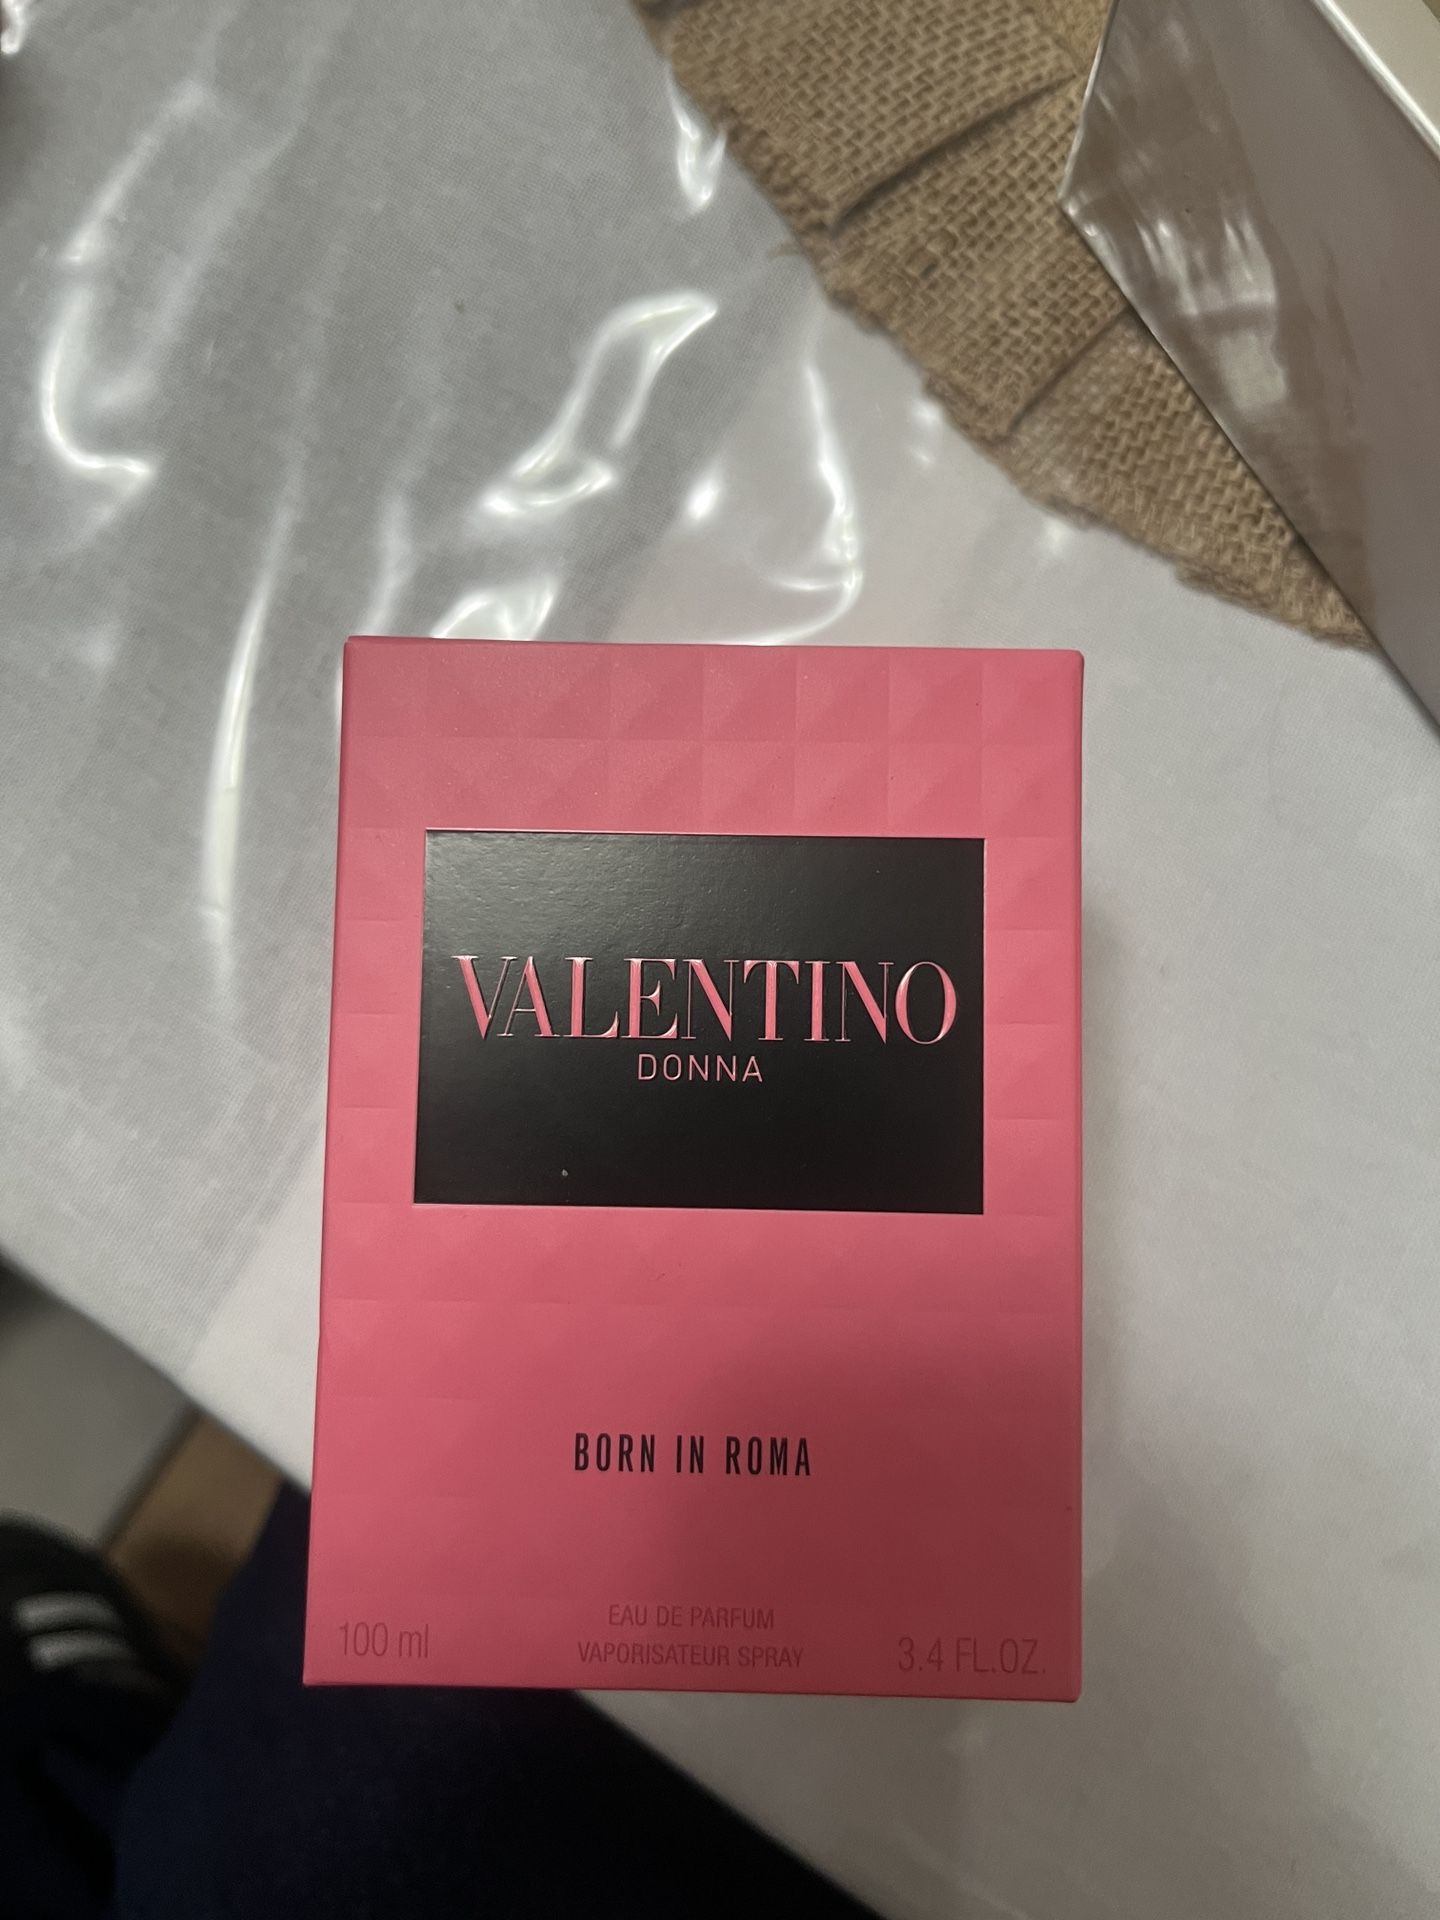 VALENTINO
DONNA
BORN IN ROMA
EAU DE PARFUM
100 ml VAPORISATEUR SPRAY 3.4 FL.OZ.